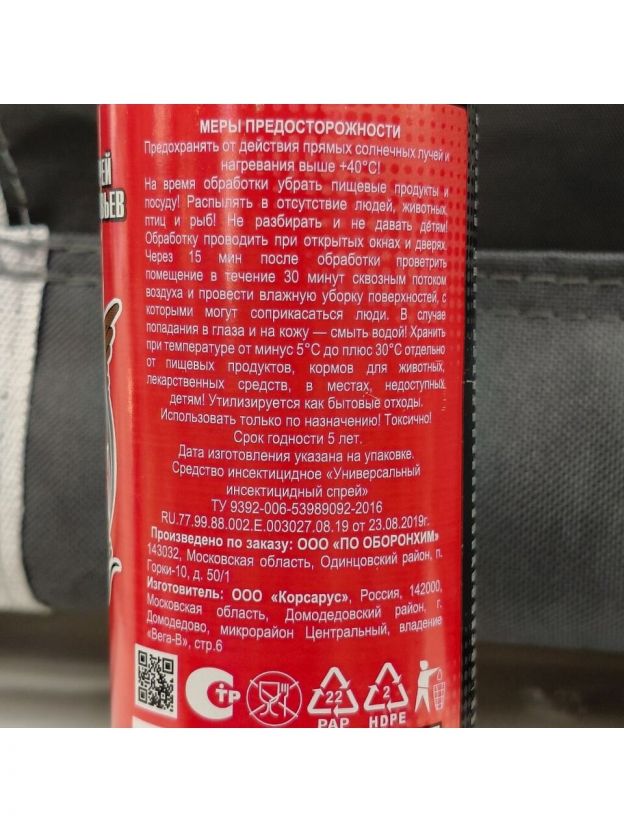 МЕРЫ ПРЕДОСТОРОЖНОСТИ
Предохранять от действия прямых солнечных лучей и
нагревания выше +40°С!
На время обработки убрать пищевые продукты и
посуду! Распылять в отсутствие людей, животных,
птиц и рыб! Не разбирать и не давать детям!
Обработку проводить при открытых окнах и дверях.
Через 15 мин после обработки проветрить
помещение в течение 30 минут сквозным потоком
воздуха и провести влажную уборку поверхностей, с
которыми могут соприкасаться люди. В случае
попадания в глаза и на кожу — смыть водой! Хранить
при температуре от минус 5°С до плюс 30°С отдельно
от пищевых продуктов, кормов для животных,
лекарственных средств, в местах, недоступных
детям! Утилизируется как бытовые отходы.
Использовать только по назначению! Токсично!
Срок годности 5 лет.
Дата изготовления указана на упаковке.
Средство инсектицидное «Универсальный
инсектицидный спрей»
ТУ 9392-006-53989092-2016
RU.77.99.88.002.Е.003027.08.19 от 23.08.2019г.
Произведено по заказу: ООО «ПО ОБОРОНХИМ»
143032, Московская область, Одинцовский район, п.
Горки-10, д. 50/1
Изготовитель: ООО «Корсарус», Россия, 142000,
Московская область, Домодедовский район, г.
Домодедово, микрорайон Центральный, владение
«Вега-В», стр.6
СТР
22
PAP
2
HDPE